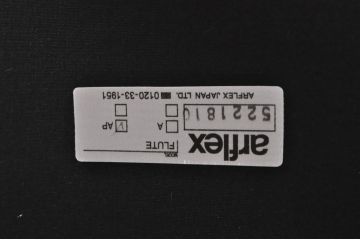 arflex
MODEL
FLUTE
A
AP
522181
ARFLEX JAPAN LTD.
0120-33-1951